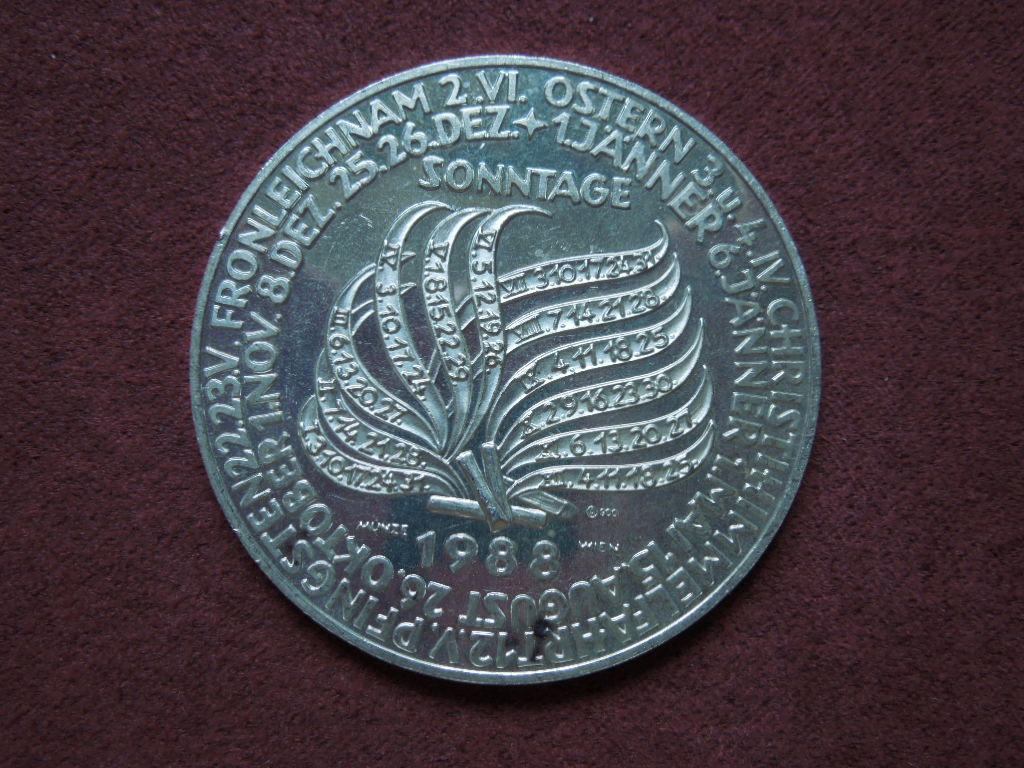 OSTERN 3.u.4.IV. CHRISTI HIMMELFAHRT 12.V. PFINGSTEN 22.23.V. FRONLEICHNAM 2.VI.
1.JÄNNER 6.JÄNNER 1.MAI 15.AUGUST 26.OKTOBER 1.NOV. 8.DEZ. 25.26.DEZ.
SONNTAGE
I.3.10.17.24.31.
II.7.14.21.28.
III.6.13.20.27.
IV 3.10.17.24.
V.1.8.15.22.29.
VI 5.12.19.26
VII 3.10.17.24.31.
VIII.7.14.21.28.
IX.4.11.18.25.
X.2.9.16.23.30.
XI.6.13.20.27.
XII.4.11.18.25.
MÜNZE
WIEN
900
1988